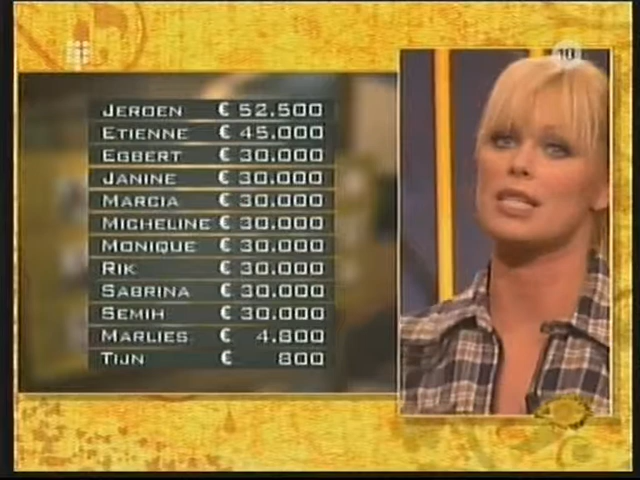 10
JEROEN € 52.500
ETIENNE € 45.000
EGBERT € 30.000
JANINE € 30.000
MARCIA € 30.000
MICHELINE € 30.000
MONIQUE € 30.000
RIK € 30.000
SABRINA € 30.000
SEMIH € 30.000
MARLIES € 4.800
TIJN € 800